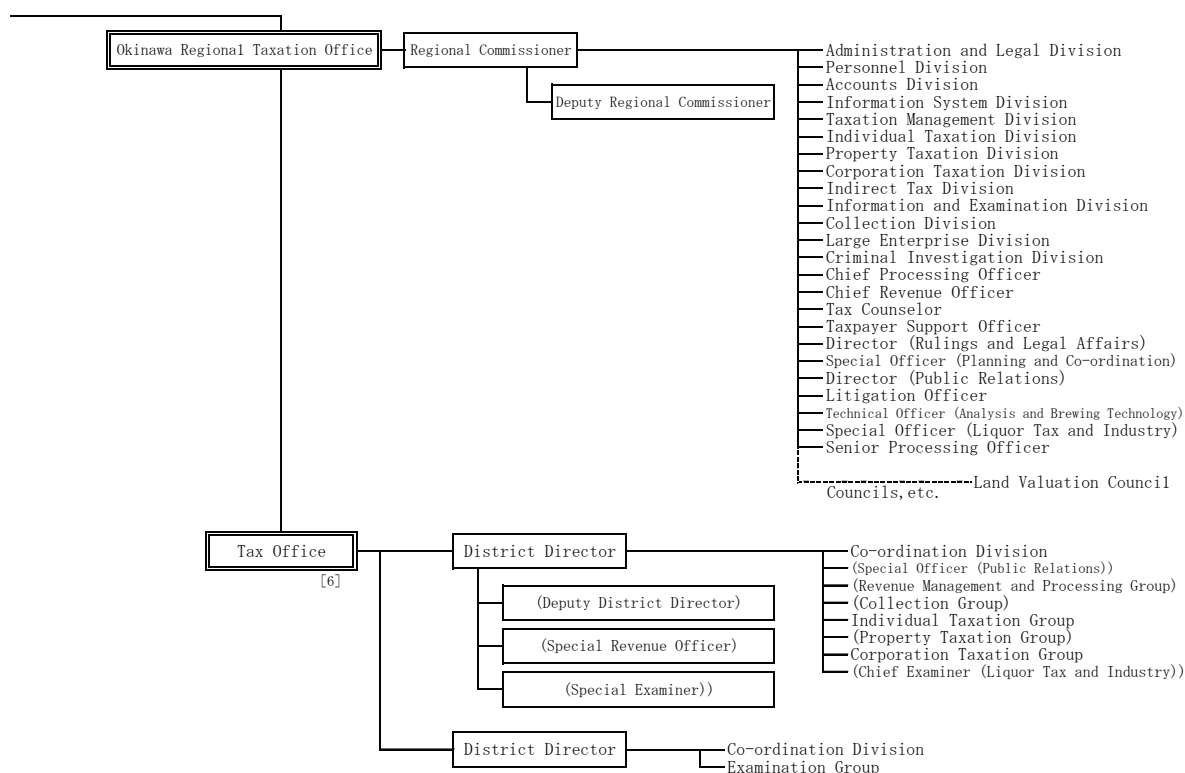 Okinawa Regional Taxation Office
Regional Commissioner
Deputy Regional Commissioner
Administration and Legal Division
Personnel Division
Accounts Division
Information System Division
Taxation Management Division
Individual Taxation Division
Property Taxation Division
Corporation Taxation Division
Indirect Tax Division
Information and Examination Division
Collection Division
Large Enterprise Division
Criminal Investigation Division
Chief Processing Officer
Chief Revenue Officer
Tax Counselor
Taxpayer Support Officer
Director (Rulings and Legal Affairs)
Special Officer (Planning and Co-ordination)
Director (Public Relations)
Litigation Officer
Technical Officer (Analysis and Brewing Technology)
Special Officer (Liquor Tax and Industry)
Senior Processing Officer
Land Valuation Council
Councils,etc.
Tax Office
[6]
District Director
(Deputy District Director)
(Special Revenue Officer)
(Special Examiner))
Co-ordination Division
(Special Officer (Public Relations))
(Revenue Management and Processing Group)
(Collection Group)
Individual Taxation Group
(Property Taxation Group)
Corporation Taxation Group
(Chief Examiner (Liquor Tax and Industry))
District Director
Co-ordination Division
Examination Group